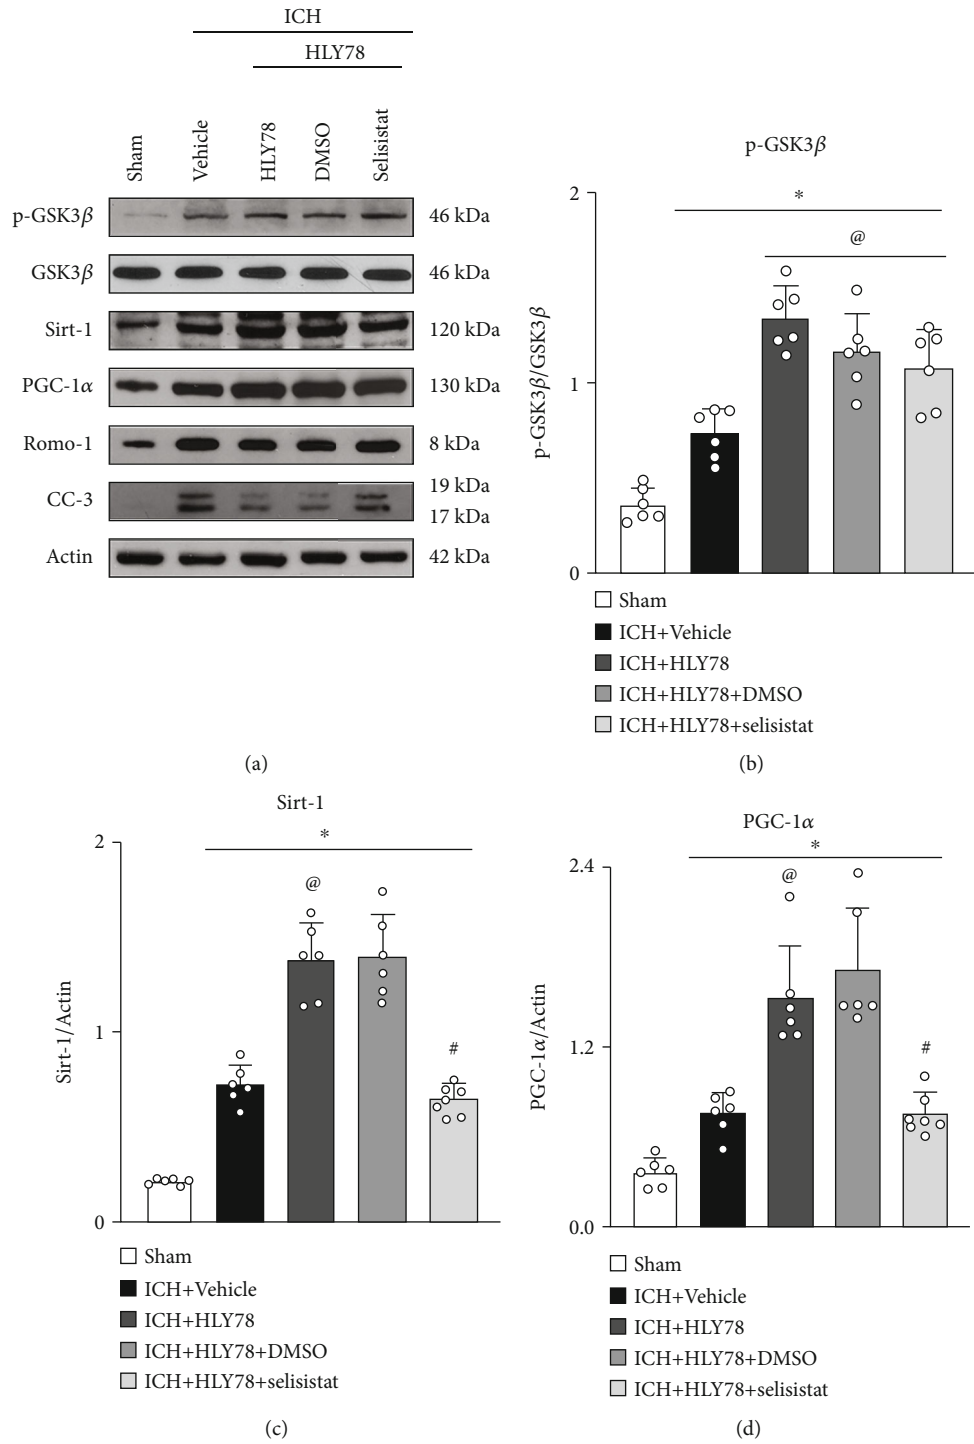 ICH
HLY78
Sham
Vehicle
HLY78
DMSO
Selisistat
p-GSK3β
46 kDa
GSK3β
46 kDa
Sirt-1
120 kDa
PGC-1α
130 kDa
Romo-1
8 kDa
CC-3
19 kDa
17 kDa
Actin
42 kDa
(a)
p-GSK3β
2
*
@
p-GSK3β/GSK3β
1
0
Sham
ICH+Vehicle
ICH+HLY78
ICH+HLY78+DMSO
ICH+HLY78+selisistat
(b)
Sirt-1
2
*
@
Sirt-1/Actin
1
#
0
Sham
ICH+Vehicle
ICH+HLY78
ICH+HLY78+DMSO
ICH+HLY78+selisistat
(c)
PGC-1α
*
2.4
@
PGC-1α/Actin
1.2
#
0.0
Sham
ICH+Vehicle
ICH+HLY78
ICH+HLY78+DMSO
ICH+HLY78+selisistat
(d)